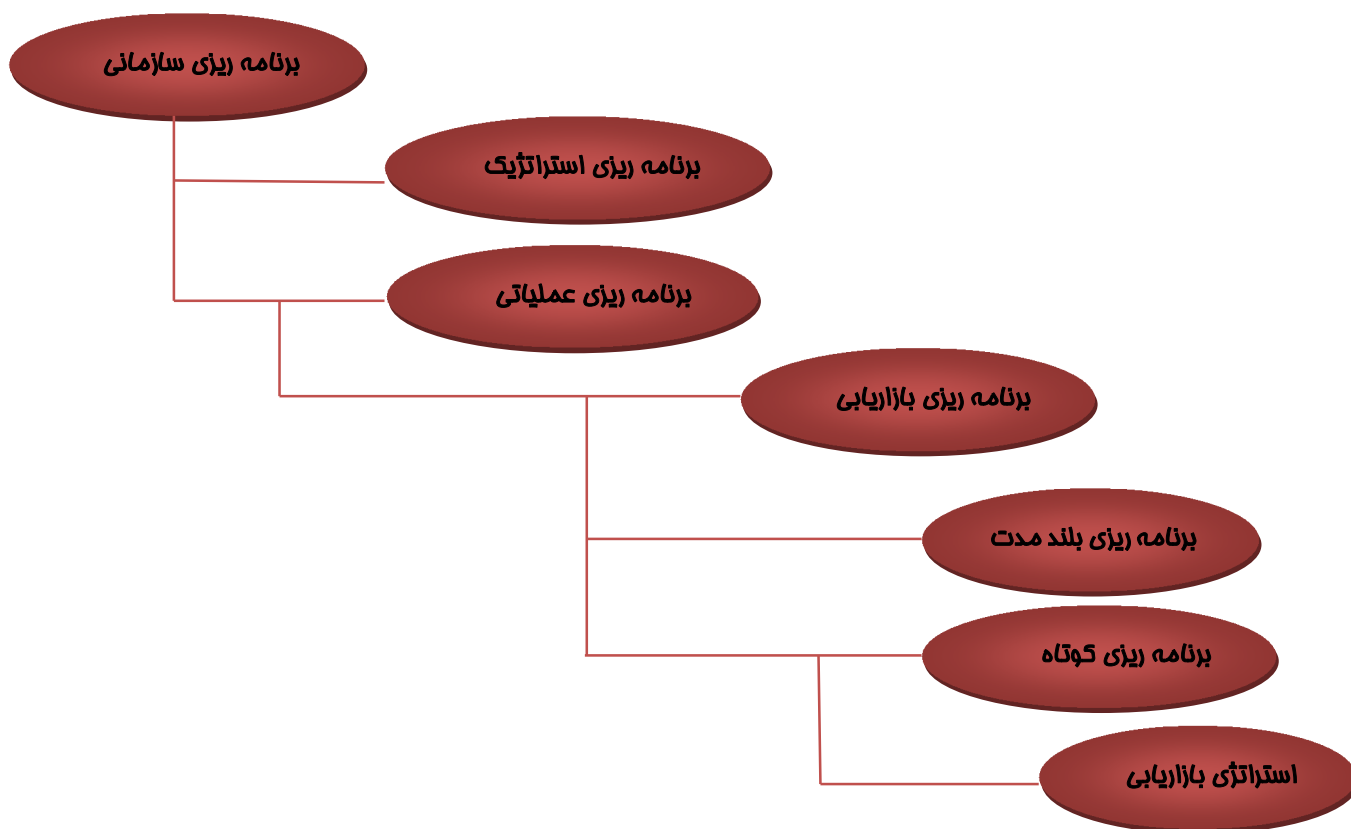 برنامه ریزی سازمانی
برنامه ریزی استراتژیک
برنامه ریزی عملیاتی
برنامه ریزی بازاریابی
برنامه ریزی بلند مدت
برنامه ریزی کوتاه
استراتژی بازاریابی